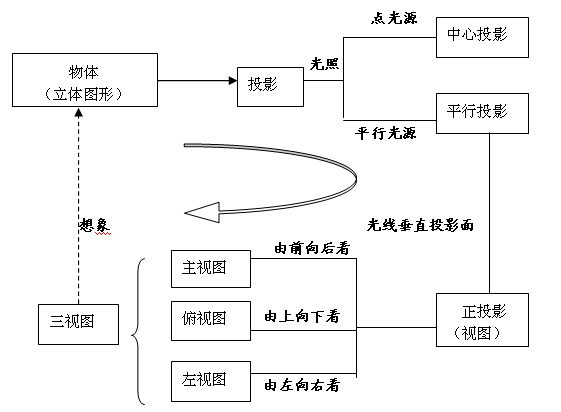 点光源
中心投影
物体
（立体图形）
投影
光照
平行投影
平行光源
想象
光线垂直投影面
主视图
由前向后看
三视图
俯视图
由上向下看
正投影
（视图）
左视图
由左向右看